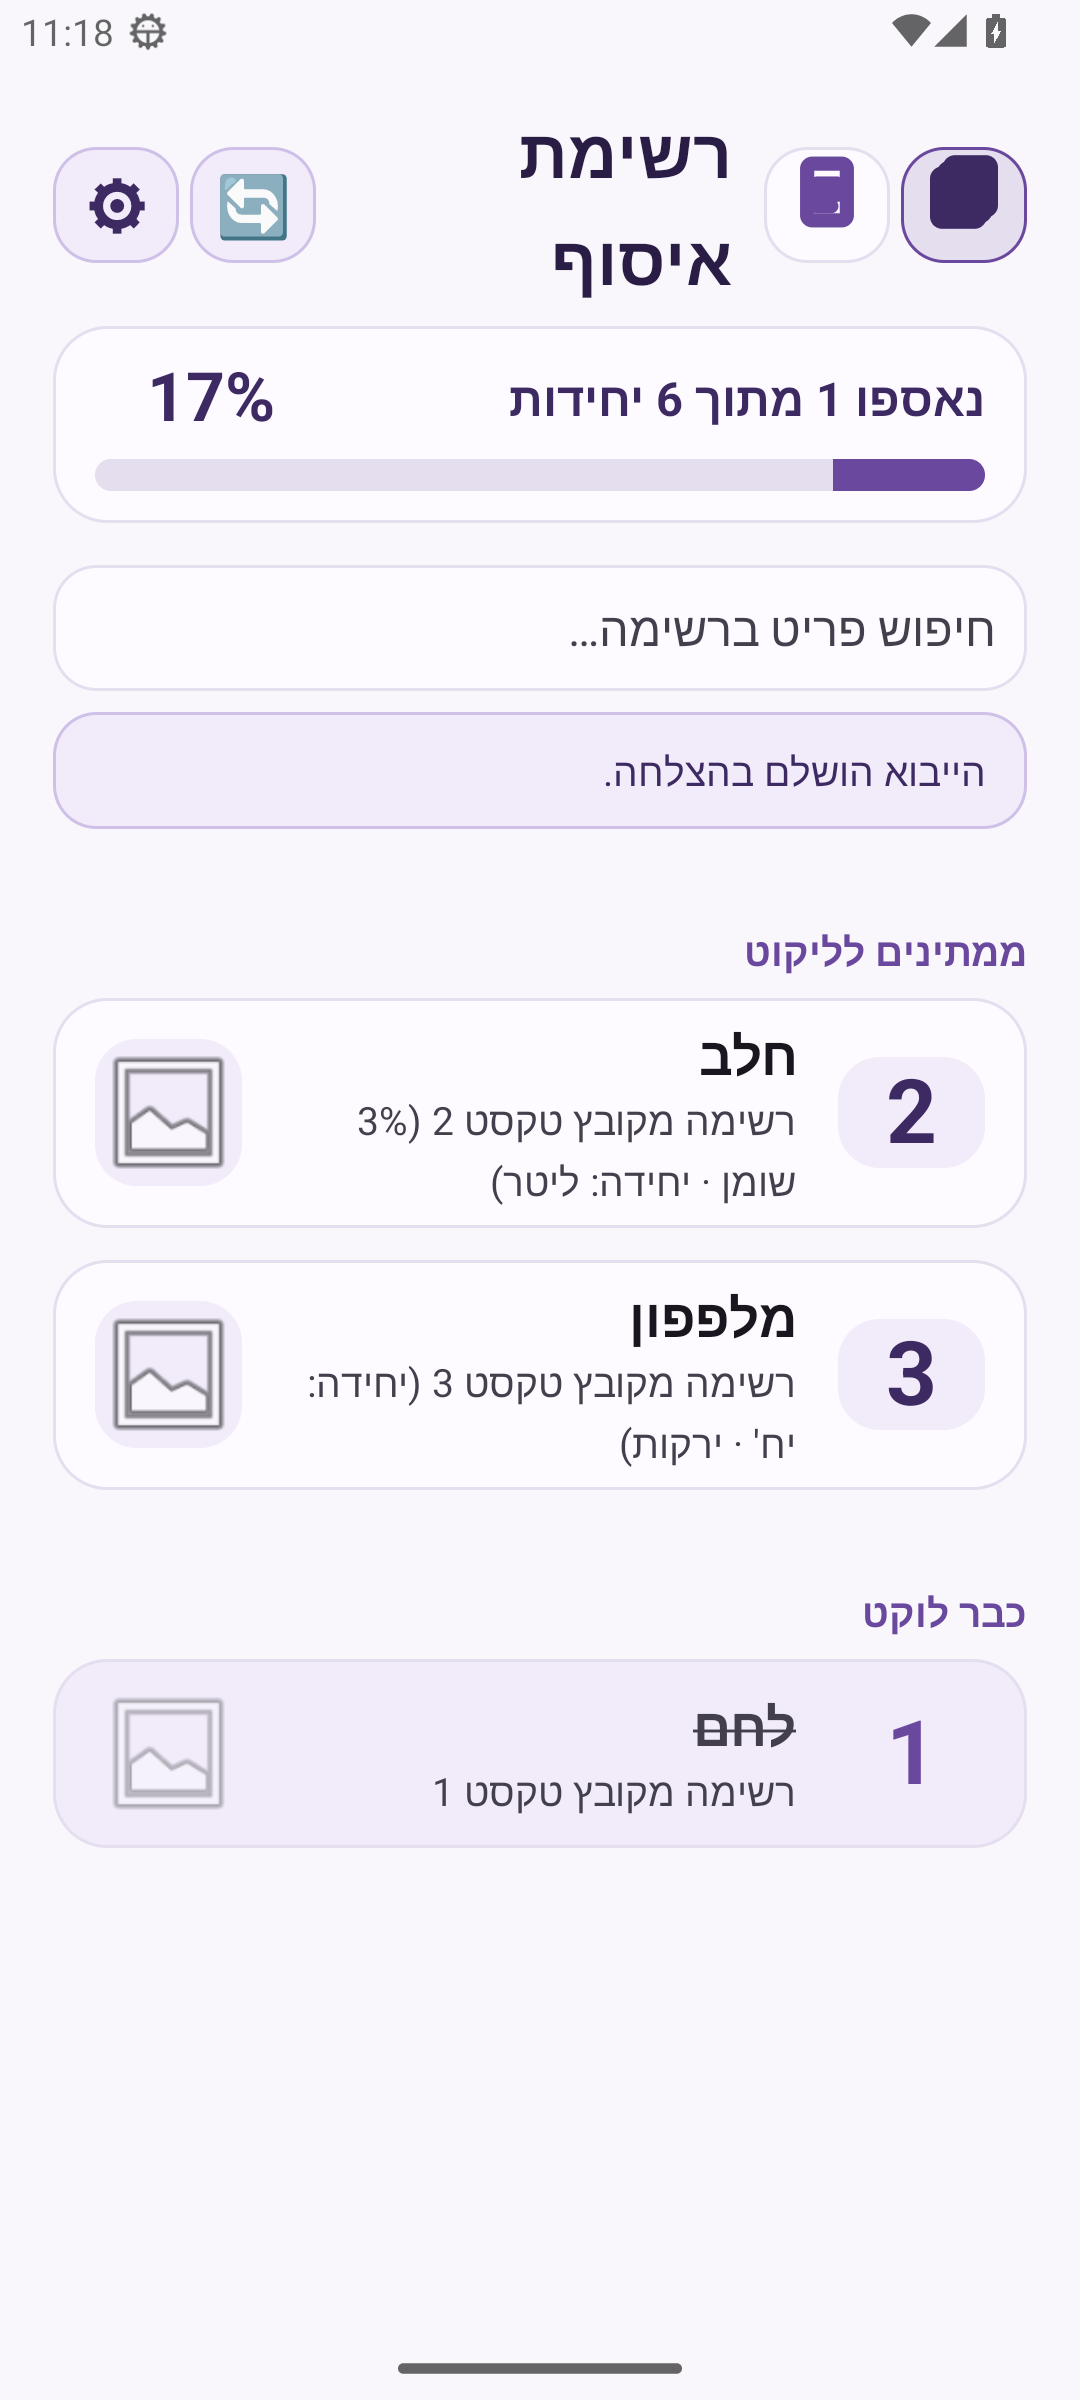 11:18
רשימת
איסוף
נאספו 1 מתוך 6 יחידות
17%
חיפוש פריט ברשימה...
הייבוא הושלם בהצלחה.
ממתינים לליקוט
2
חלב
רשימה מקובץ טקסט 2 (3%
שומן · יחידה: ליטר)
3
מלפפון
רשימה מקובץ טקסט 3 (יחידה:
יח' · ירקות)
כבר לוקט
1
לחם
רשימה מקובץ טקסט 1